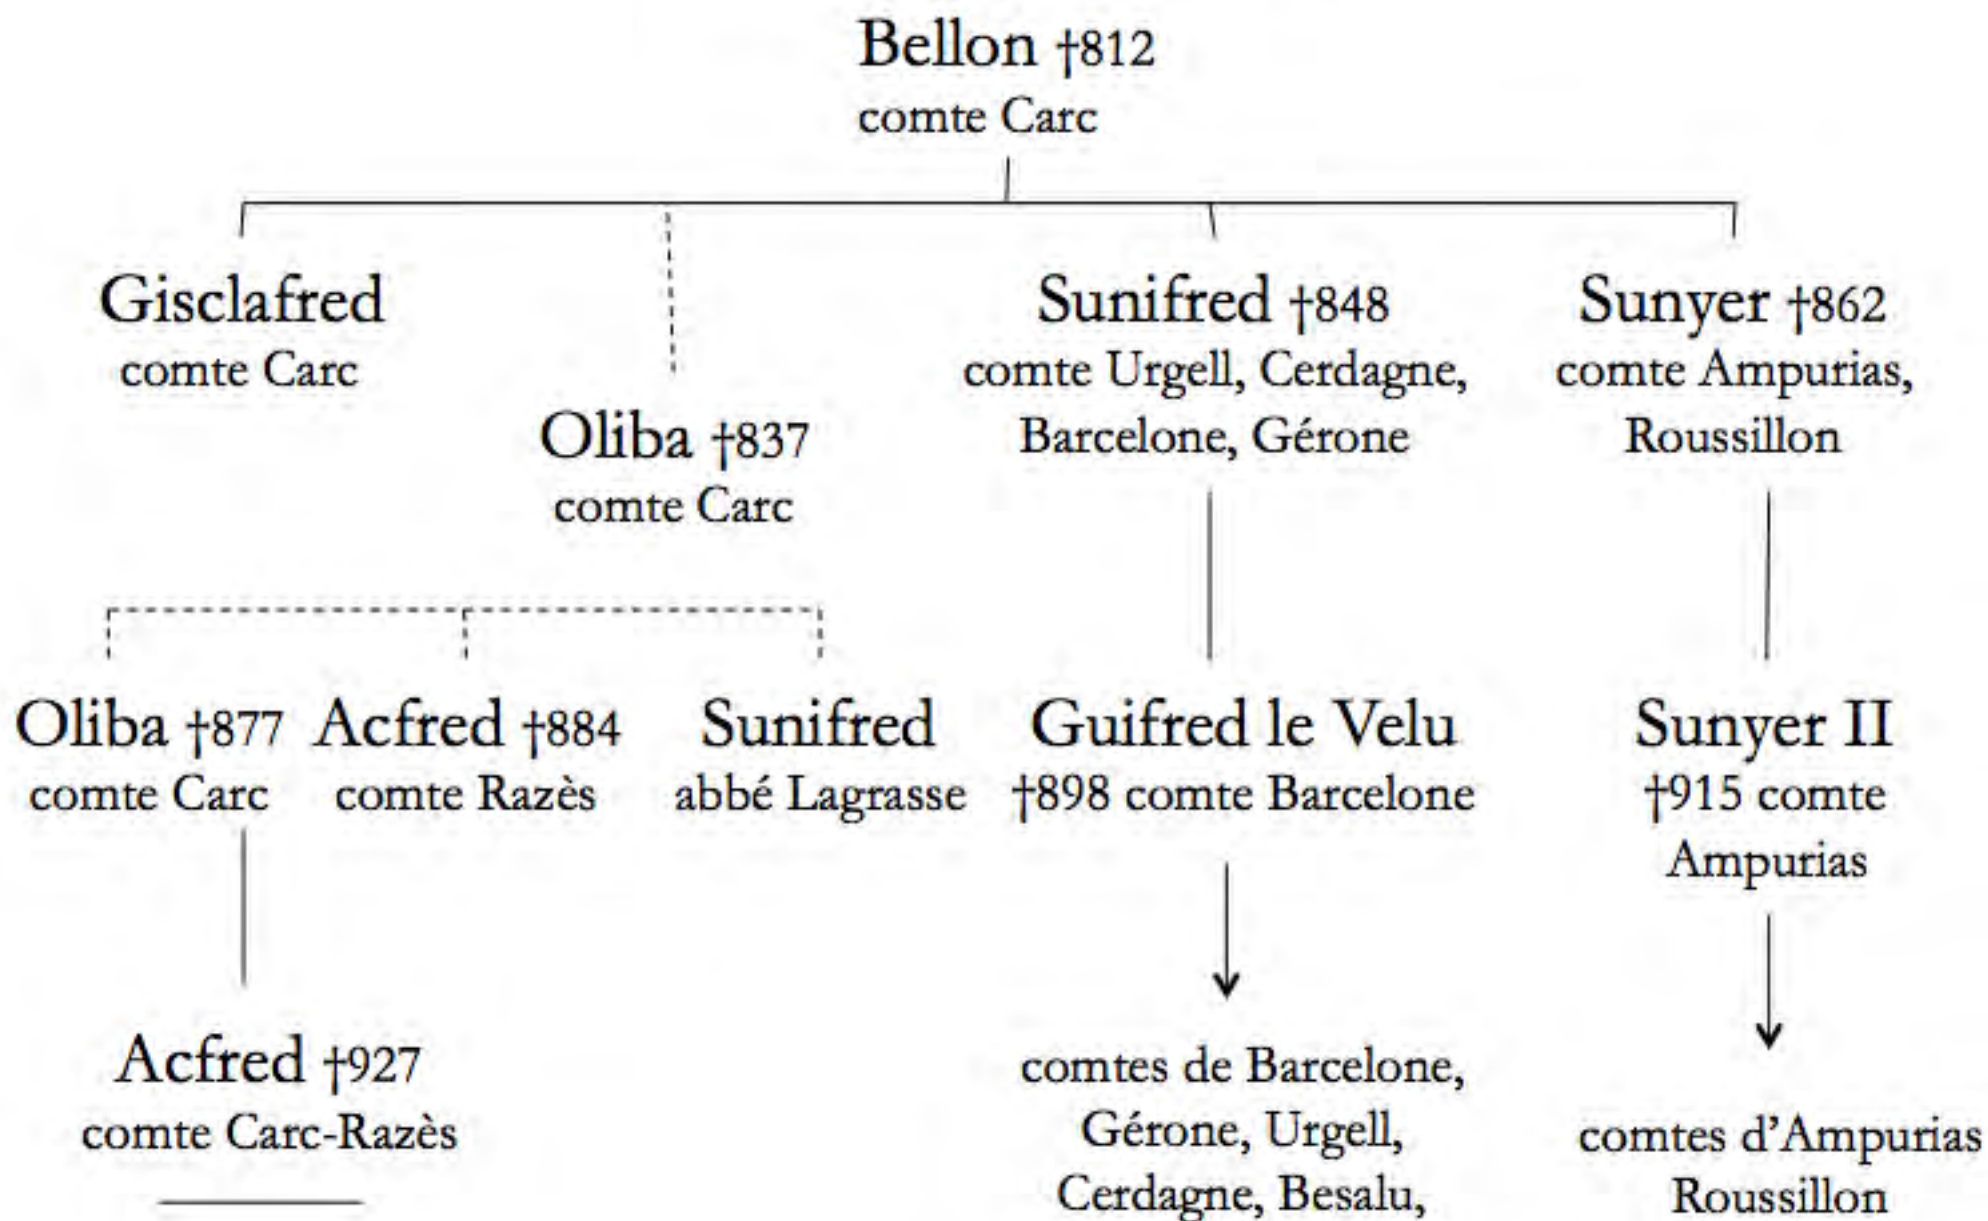 Bellon †812
comte Carc
Gisclafred
comte Carc
Oliba †837
comte Carc
Sunifred †848
comte Urgell, Cerdagne,
Barcelone, Gérone
Sunyer †862
comte Ampurias,
Roussillon
Oliba †877
comte Carc
Acfred †884
comte Razès
Sunifred
abbé Lagrasse
Guifred le Velu
†898 comte Barcelone
Sunyer II
†915 comte
Ampurias
Acfred †927
comte Carc-Razès
comtes de Barcelone,
Gérone, Urgell,
Cerdagne, Besalu,
comtes d'Ampurias
Roussillon